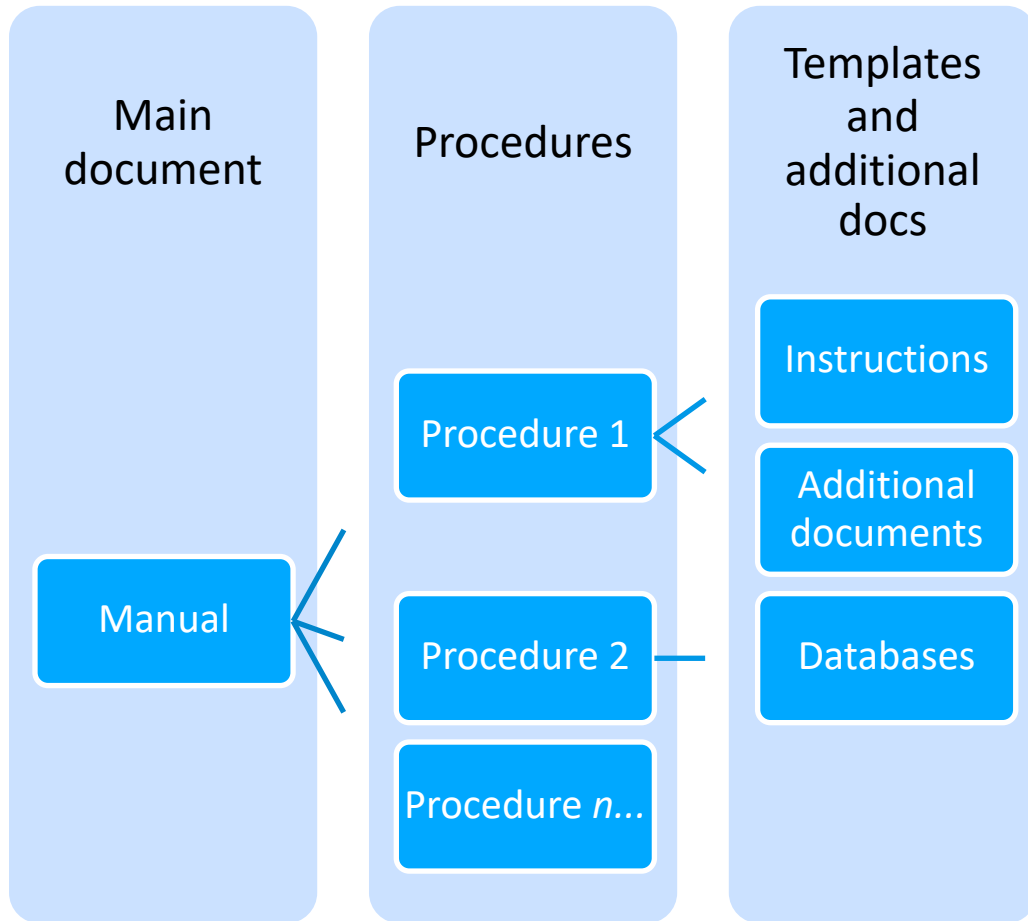 Main
document
Procedures
Templates
and
additional
docs
Manual
Procedure 1
Procedure 2
Procedure n...
Instructions
Additional
documents
Databases